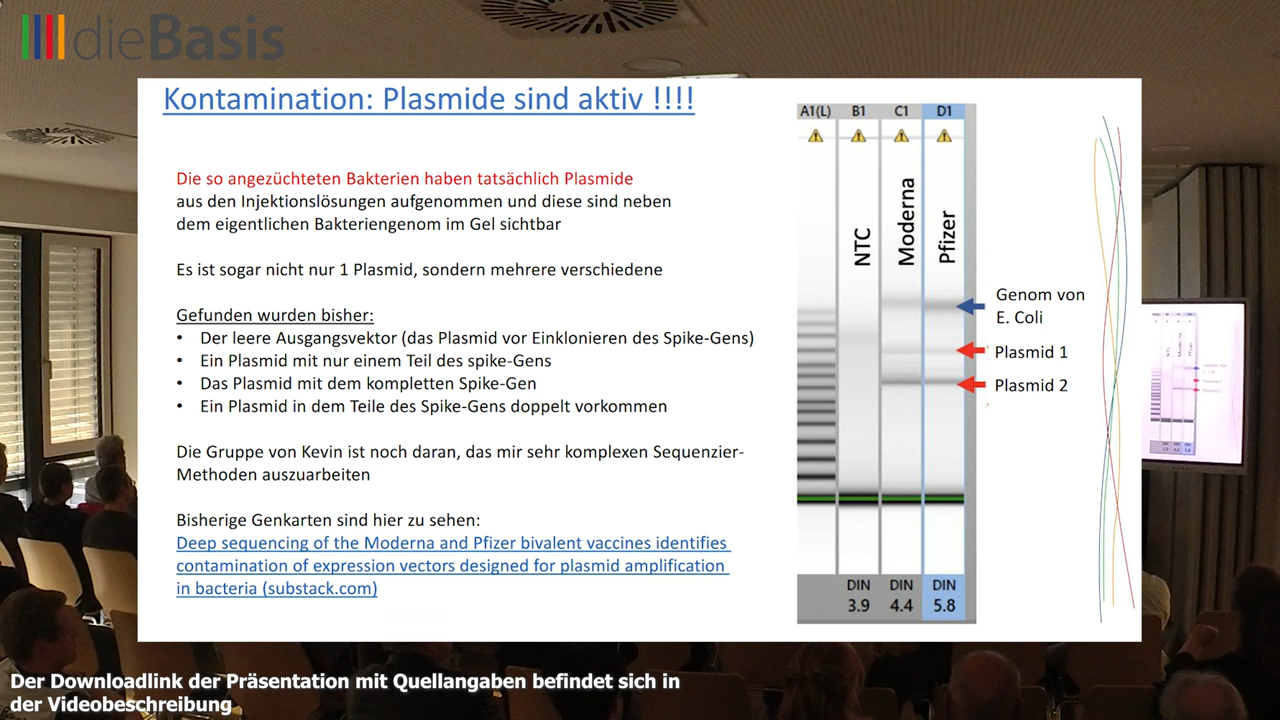 dieBasis
Kontamination: Plasmide sind aktiv !!!!
Die so angezüchteten Bakterien haben tatsächlich Plasmide
aus den Injektionslösungen aufgenommen und diese sind neben
dem eigentlichen Bakteriengenom im Gel sichtbar
Es ist sogar nicht nur 1 Plasmid, sondern mehrere verschiedene
Gefunden wurden bisher:
• Der leere Ausgangsvektor (das Plasmid vor Einklonieren des Spike-Gens)
• Ein Plasmid mit nur einem Teil des spike-Gens
• Das Plasmid mit dem kompletten Spike-Gen
• Ein Plasmid in dem Teile des Spike-Gens doppelt vorkommen
Die Gruppe von Kevin ist noch daran, das mir sehr komplexen Sequenzier-
Methoden auszuarbeiten
Bisherige Genkarten sind hier zu sehen:
Deep sequencing of the Moderna and Pfizer bivalent vaccines identifies
contamination of expression vectors designed for plasmid amplification
in bacteria (substack.com)
A1(L) B1 C1 D1
NTC
Moderna
Pfizer
Genom von
E. Coli
Plasmid 1
Plasmid 2
DIN DIN DIN
3.9 4.4 5.8
Der Downloadlink der Präsentation mit Quellangaben befindet sich in
der Videobeschreibung